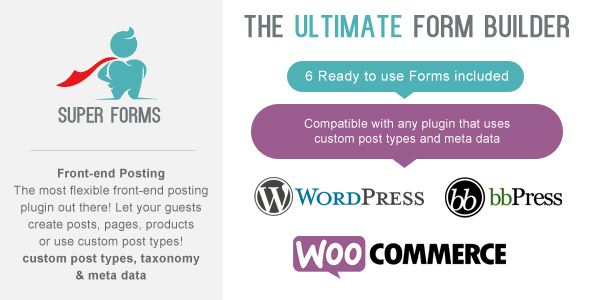 SUPER FORMS
Front-end Posting
The most flexible front-end posting
plugin out there! Let your guests
create posts, pages, products
or use custom post types!
custom post types, taxonomy
& meta data
THE ULTIMATE FORM BUILDER
6 Ready to use Forms included
Compatible with any plugin that uses
custom post types and meta data
W WORDPRESS
bb bbPress
WOO COMMERCE